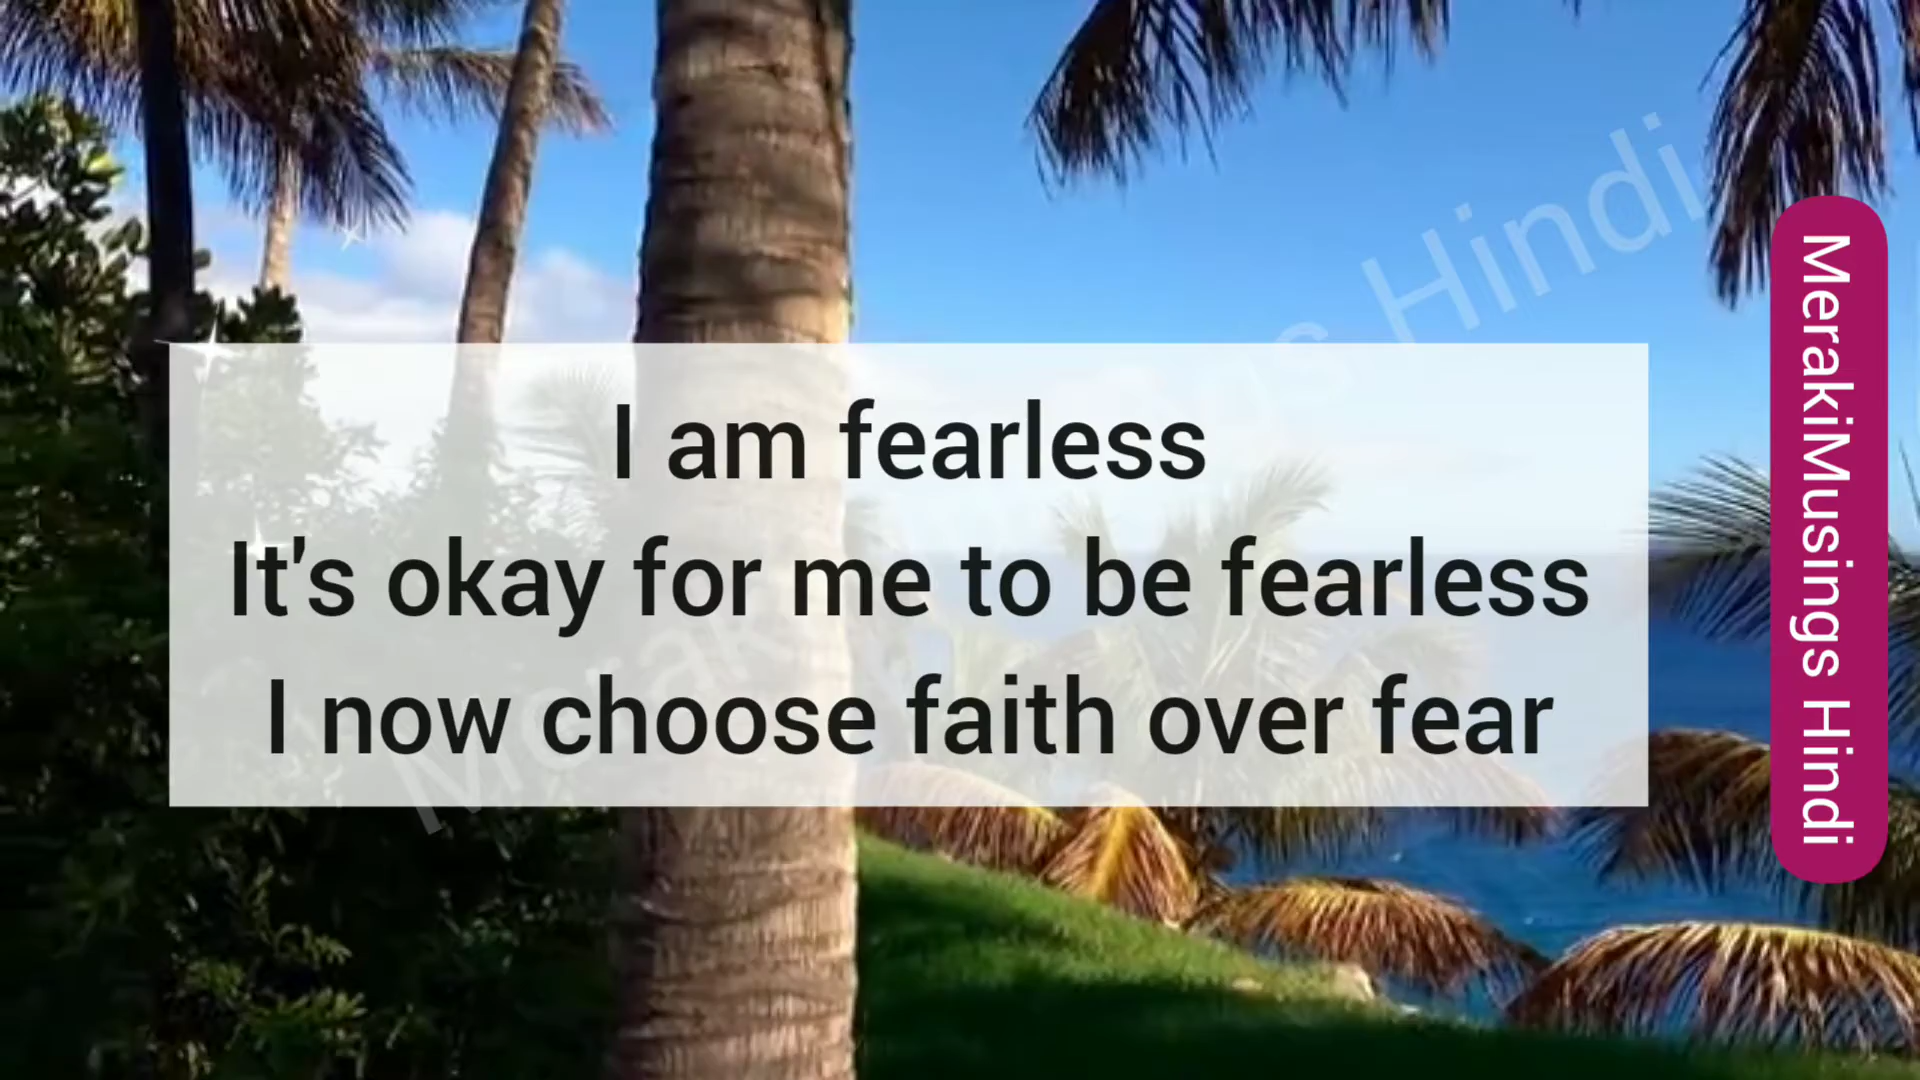 I am fearless
It's okay for me to be fearless
I now choose faith over fear
MerakiMusings Hindi